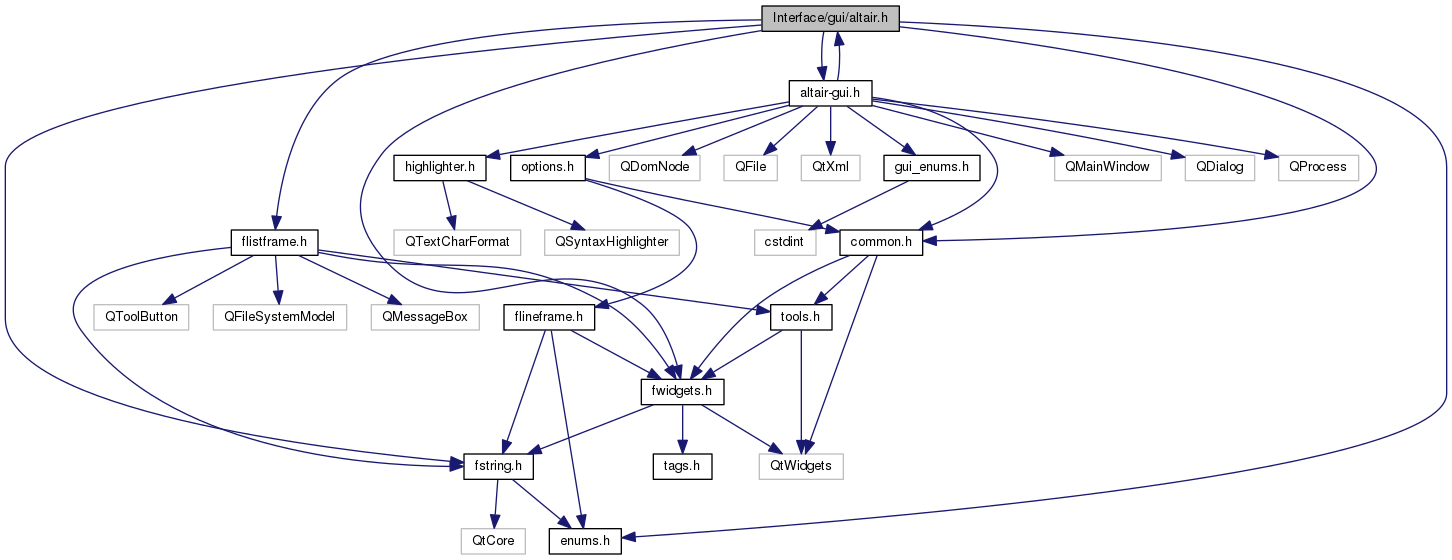 Interface/gui/altair.h
altair-gui.h
highlighter.h
options.h
QDomNode
QFile
QtXml
gui_enums.h
QMainWindow
QDialog
QProcess
flistframe.h
QTextCharFormat
QSyntaxHighlighter
cstdint
common.h
QToolButton
QFileSystemModel
QMessageBox
flineframe.h
tools.h
fwidgets.h
fstring.h
tags.h
QtWidgets
QtCore
enums.h